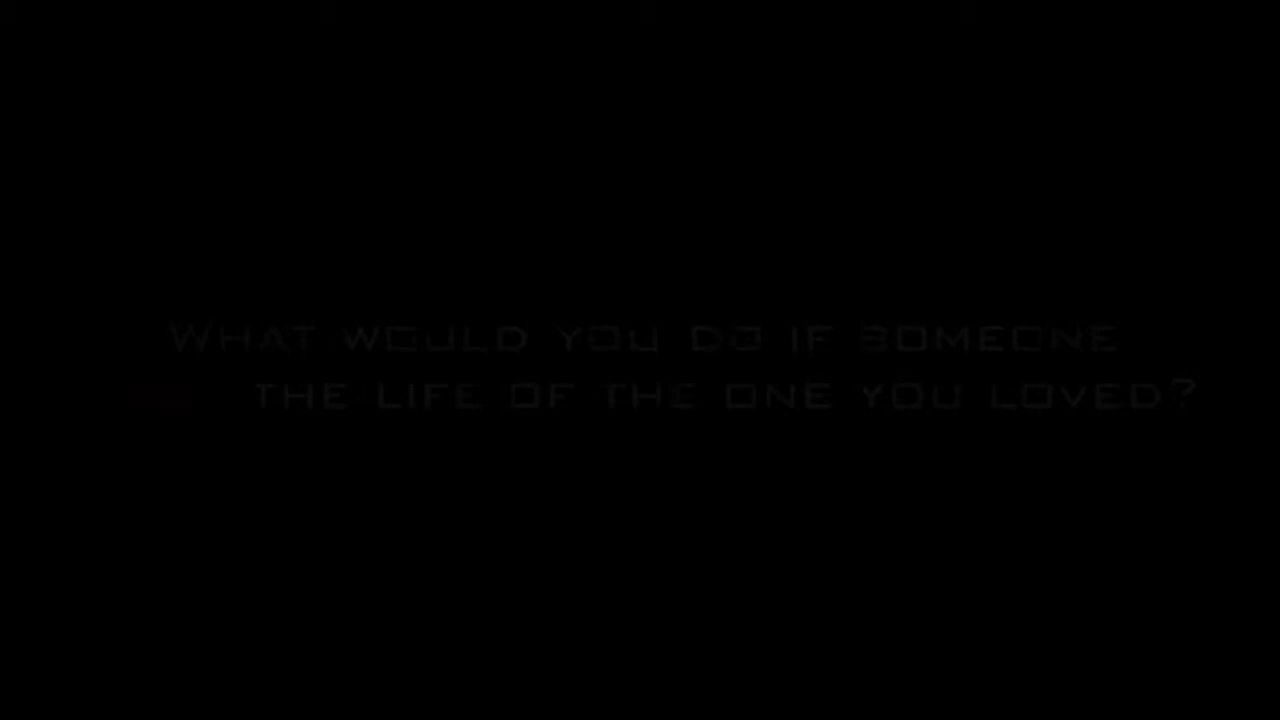 What would you do if someone
the life of the one you loved?